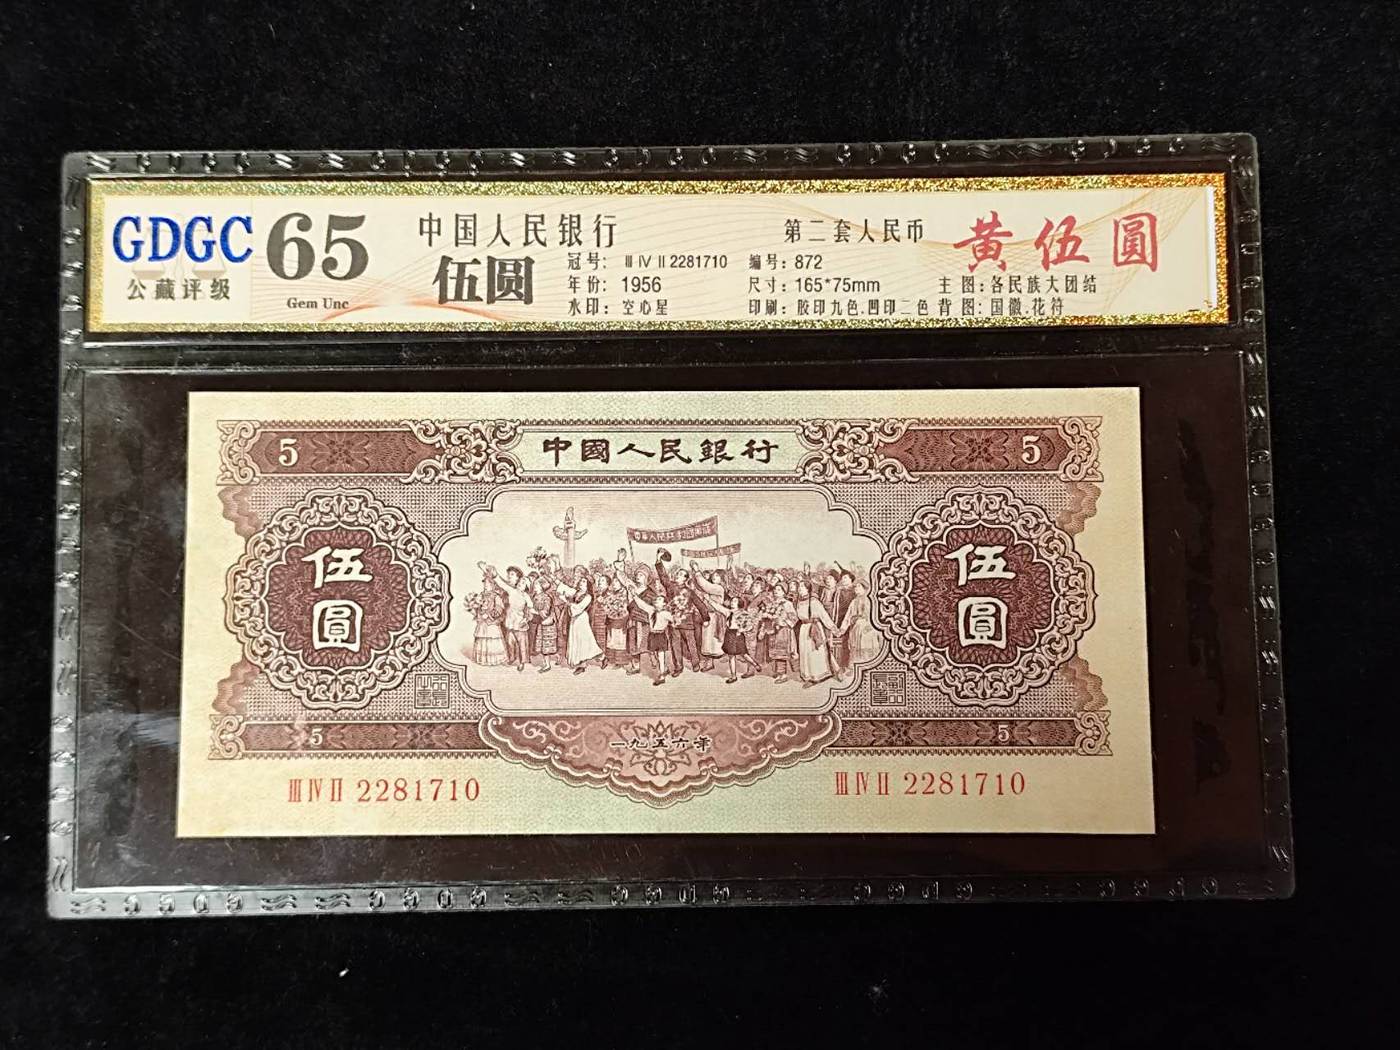 GDGC
公藏评级
65
Gem Unc
中国人民银行
伍圆
第二套人民币
黄伍圆
冠号: Ⅲ Ⅳ Ⅱ 2281710
编号: 872
年份: 1956
尺寸: 165*75mm
主 图: 各民族大团结
水印: 空心星
印刷: 胶印九色.凹印二色
背 图: 国徽.花符
5
中國人民銀行
5
伍
圓
伍
圓
5
一九五六年
5
Ⅲ Ⅳ Ⅱ 2281710
Ⅲ Ⅳ Ⅱ 2281710